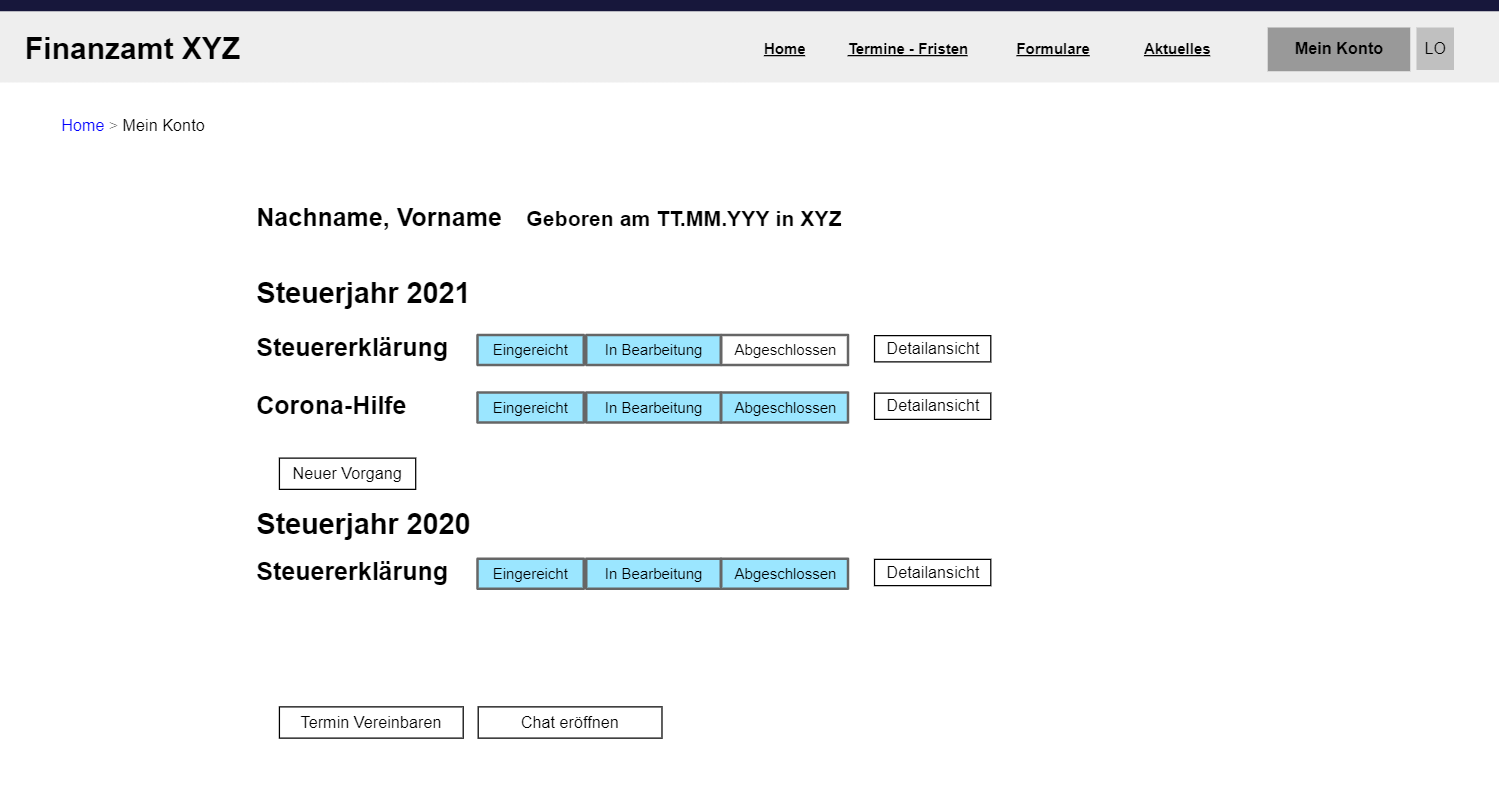 Finanzamt XYZ Home Termine - Fristen Formulare Aktuelles Mein Konto LO
Home > Mein Konto
Nachname, Vorname Geboren am TT.MM.YYY in XYZ
Steuerjahr 2021
Steuererklärung Eingereicht In Bearbeitung Abgeschlossen Detailansicht
Corona-Hilfe Eingereicht In Bearbeitung Abgeschlossen Detailansicht
Neuer Vorgang
Steuerjahr 2020
Steuererklärung Eingereicht In Bearbeitung Abgeschlossen Detailansicht
Termin Vereinbaren Chat eröffnen